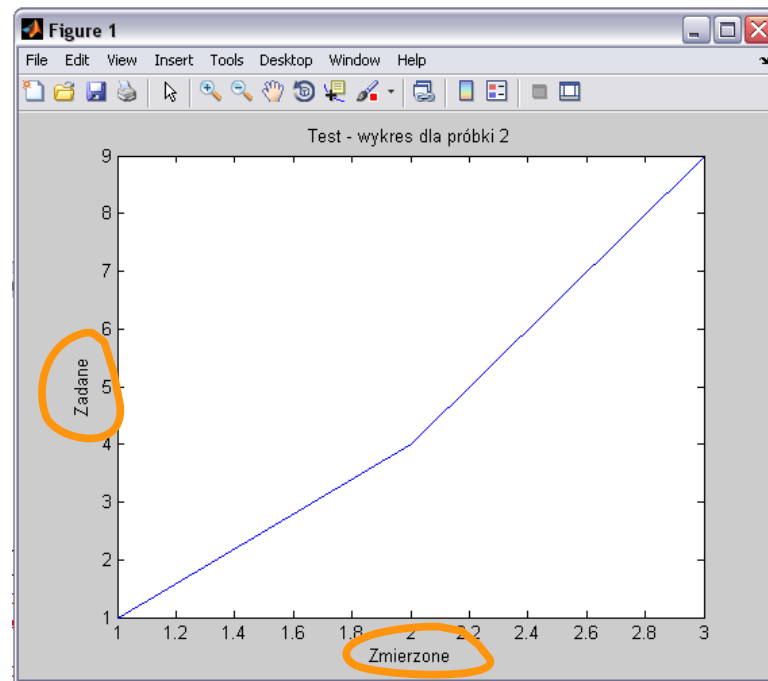 Figure 1
File Edit View Insert Tools Desktop Window Help
Test - wykres dla próbki 2
9
8
7
6
5
4
3
2
1
Zadane
1 1.2 1.4 1.6 1.8 2 2.2 2.4 2.6 2.8 3
Zmierzone